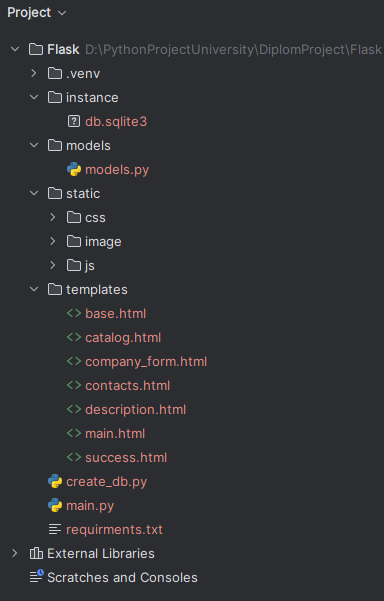 Project
Flask D:\PythonProjectUniversity\DiplomProject\Flask
.venv
instance
db.sqlite3
models
models.py
static
css
image
js
templates
base.html
catalog.html
company_form.html
contacts.html
description.html
main.html
success.html
create_db.py
main.py
requirments.txt
External Libraries
Scratches and Consoles